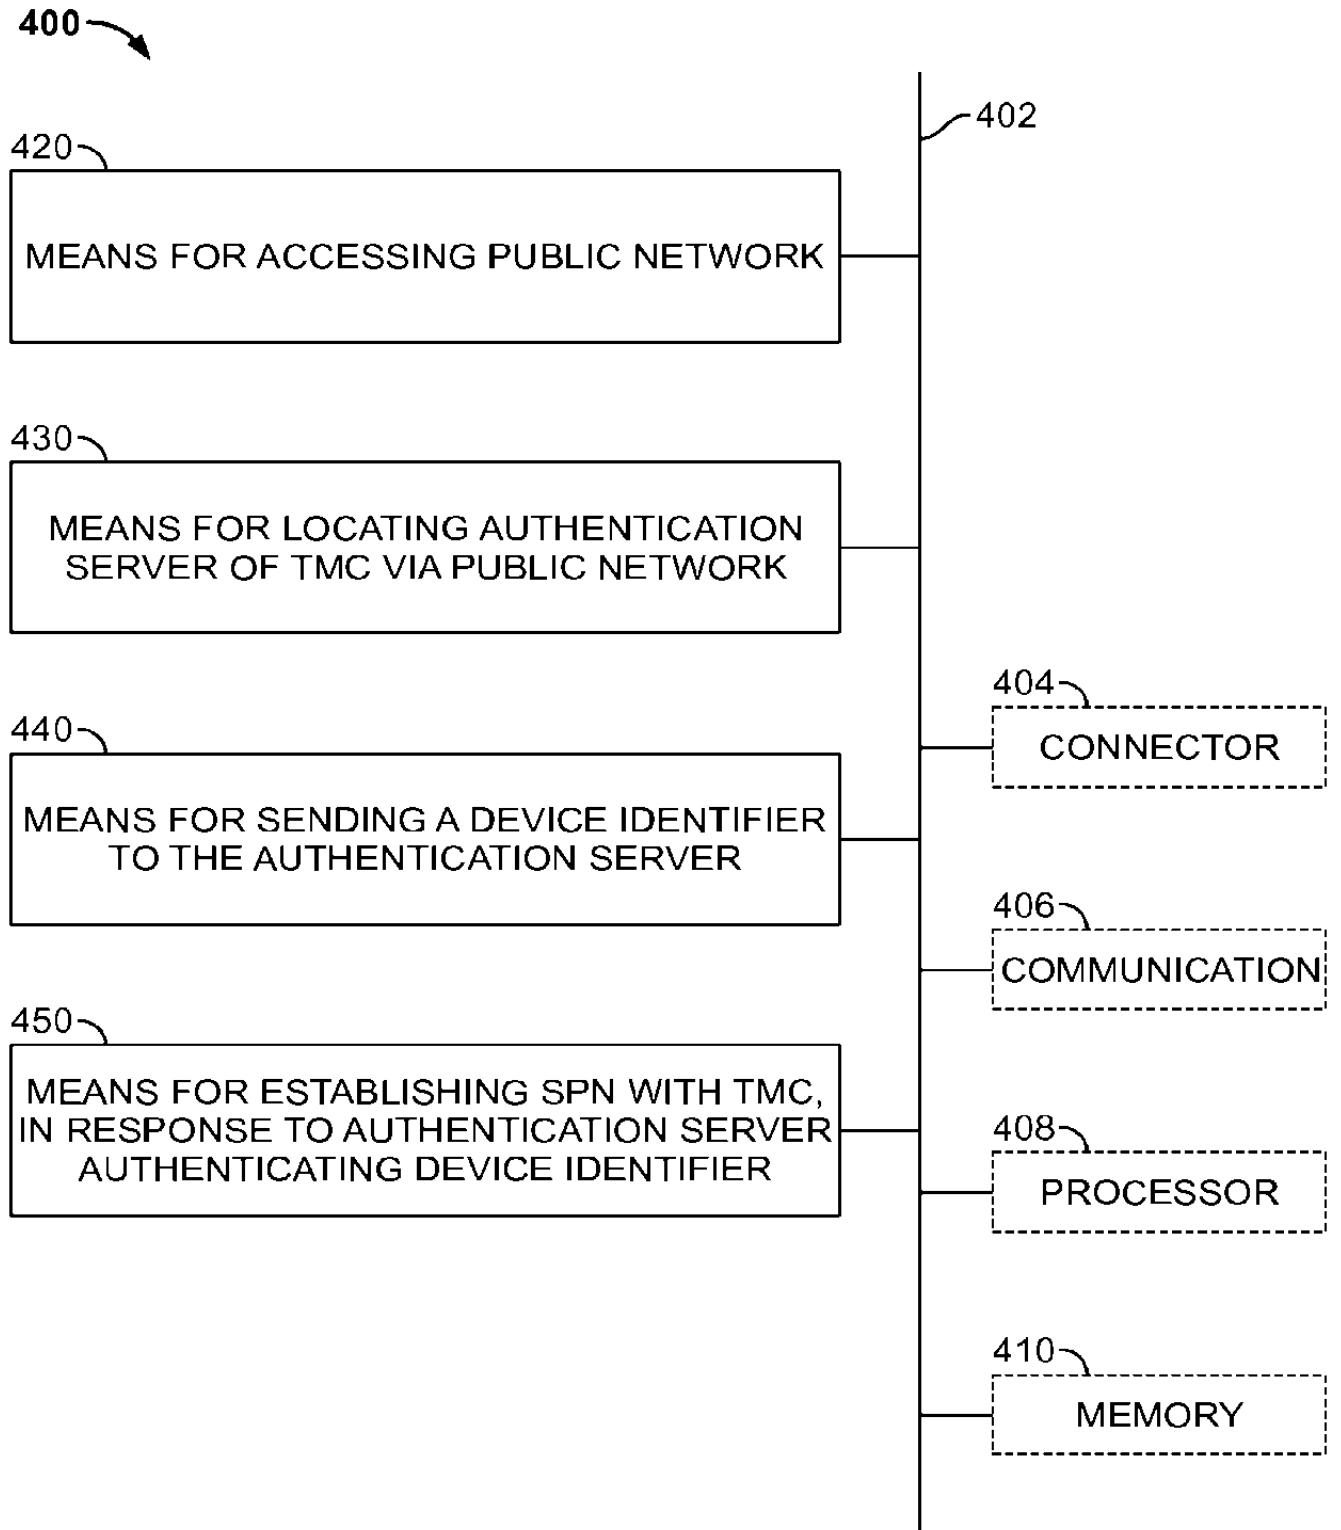 400
402
420
MEANS FOR ACCESSING PUBLIC NETWORK
430
MEANS FOR LOCATING AUTHENTICATION
SERVER OF TMC VIA PUBLIC NETWORK
404
CONNECTOR
440
MEANS FOR SENDING A DEVICE IDENTIFIER
TO THE AUTHENTICATION SERVER
406
COMMUNICATION
450
MEANS FOR ESTABLISHING SPN WITH TMC,
IN RESPONSE TO AUTHENTICATION SERVER
AUTHENTICATING DEVICE IDENTIFIER
408
PROCESSOR
410
MEMORY